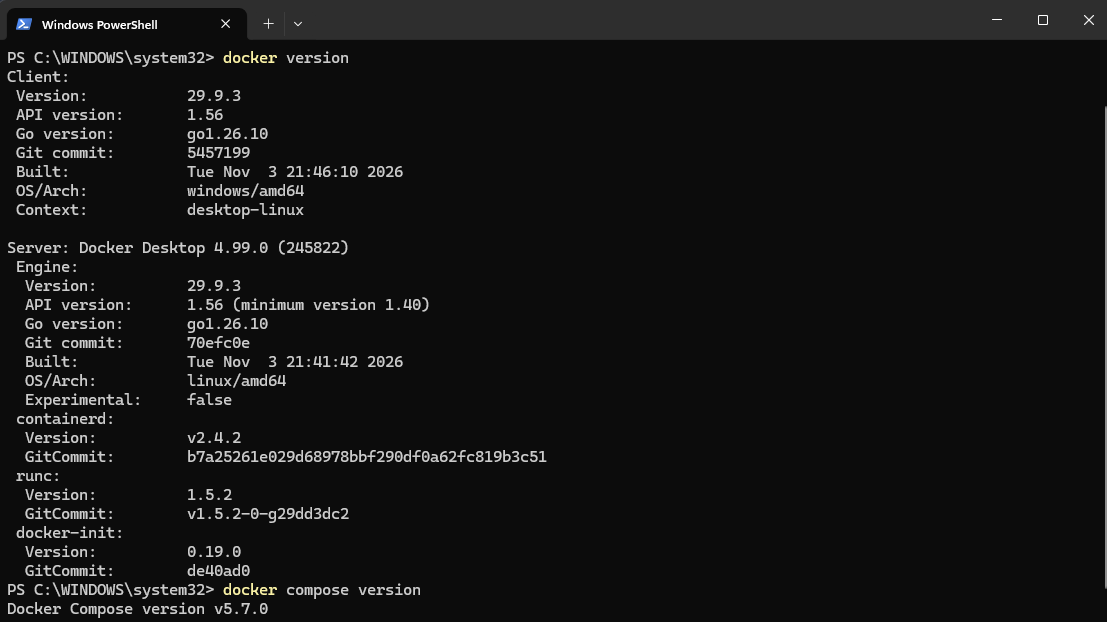 Windows PowerShell
PS C:\WINDOWS\system32> docker version
Client:
 Version:           29.9.3
 API version:       1.56
 Go version:        go1.26.10
 Git commit:        5457199
 Built:             Tue Nov  3 21:46:10 2026
 OS/Arch:           windows/amd64
 Context:           desktop-linux

Server: Docker Desktop 4.99.0 (245822)
 Engine:
  Version:          29.9.3
  API version:      1.56 (minimum version 1.40)
  Go version:       go1.26.10
  Git commit:       70efc0e
  Built:            Tue Nov  3 21:41:42 2026
  OS/Arch:          linux/amd64
  Experimental:     false
 containerd:
  Version:          v2.4.2
  GitCommit:        b7a25261e029d68978bbf290df0a62fc819b3c51
 runc:
  Version:          1.5.2
  GitCommit:        v1.5.2-0-g29dd3dc2
 docker-init:
  Version:          0.19.0
  GitCommit:        de40ad0
PS C:\WINDOWS\system32> docker compose version
Docker Compose version v5.7.0